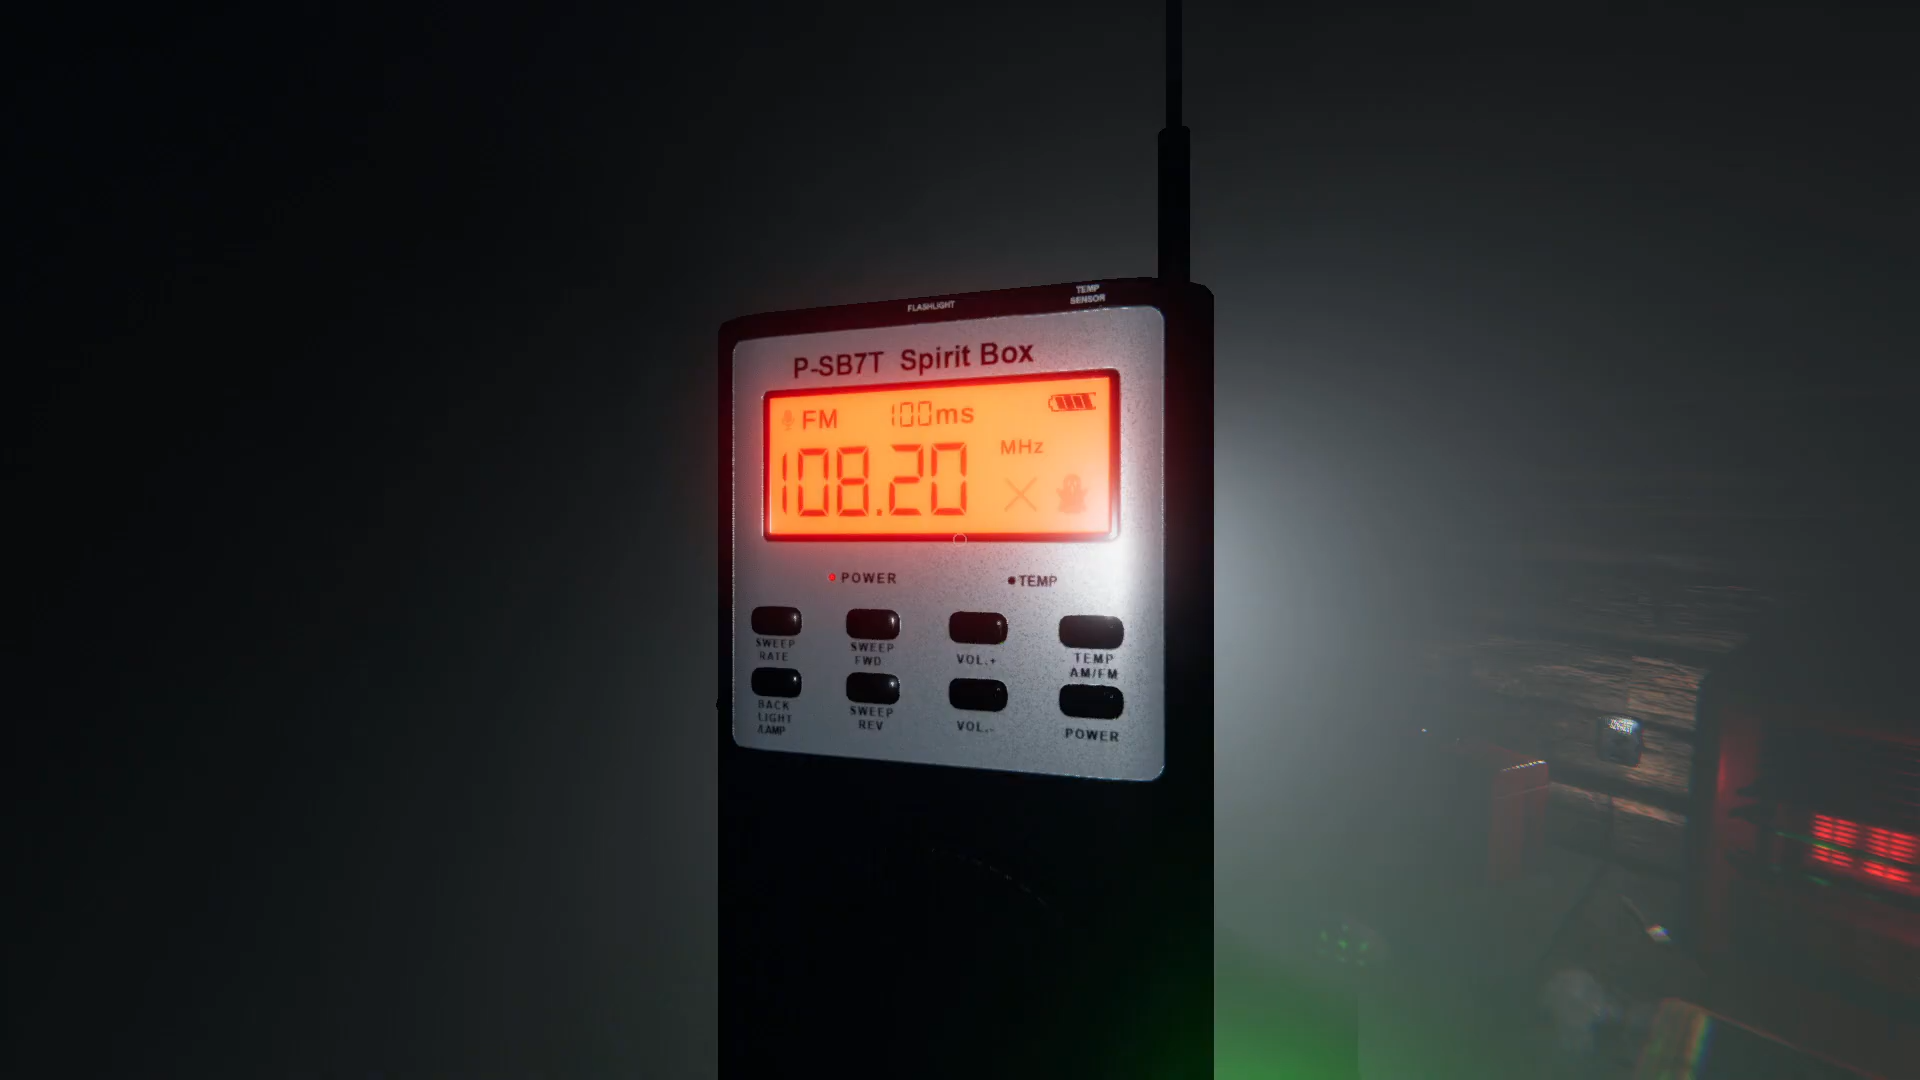 FLASHLIGHT
TEMP
SENSOR
P-SB7T Spirit Box
FM 100ms
MHz
108.20
POWER
TEMP
SWEEP
RATE
SWEEP
FWD
VOL.+
TEMP
AM/FM
BACK
LIGHT
/LAMP
SWEEP
REV
VOL.-
POWER